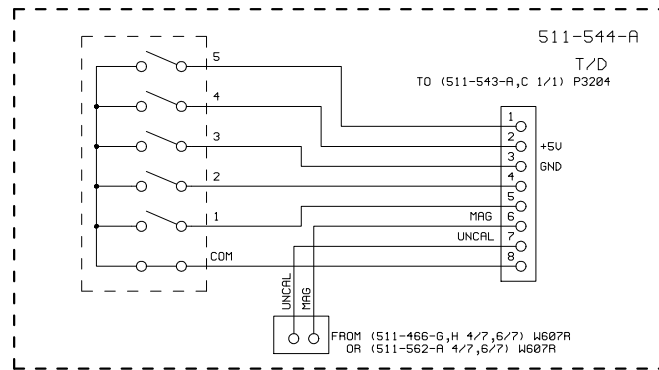 511-544-A
T/D
TO (511-543-A,C 1/1) P3204
5
4
3
2
1
COM
1
2
+5V
3
GND
4
5
MAG 6
UNCAL 7
8
UNCAL
MAG
FROM (511-466-G,H 4/7,6/7) W607R
OR (511-562-A 4/7,6/7) W607R